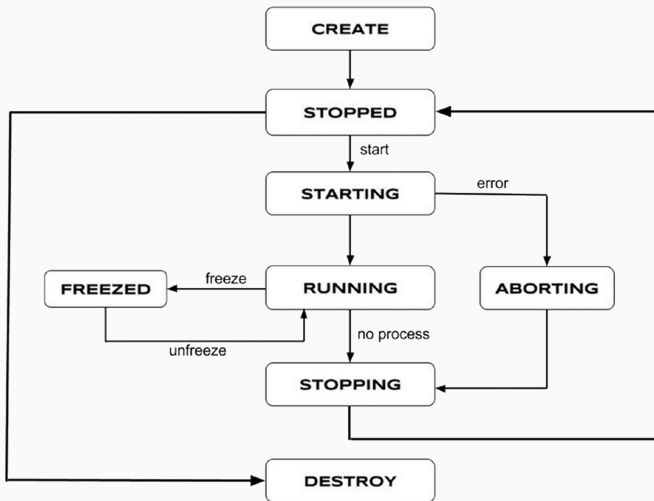 CREATE
STOPPED
start
STARTING
error
freeze
FREEZED
RUNNING
ABORTING
unfreeze
no process
STOPPING
DESTROY